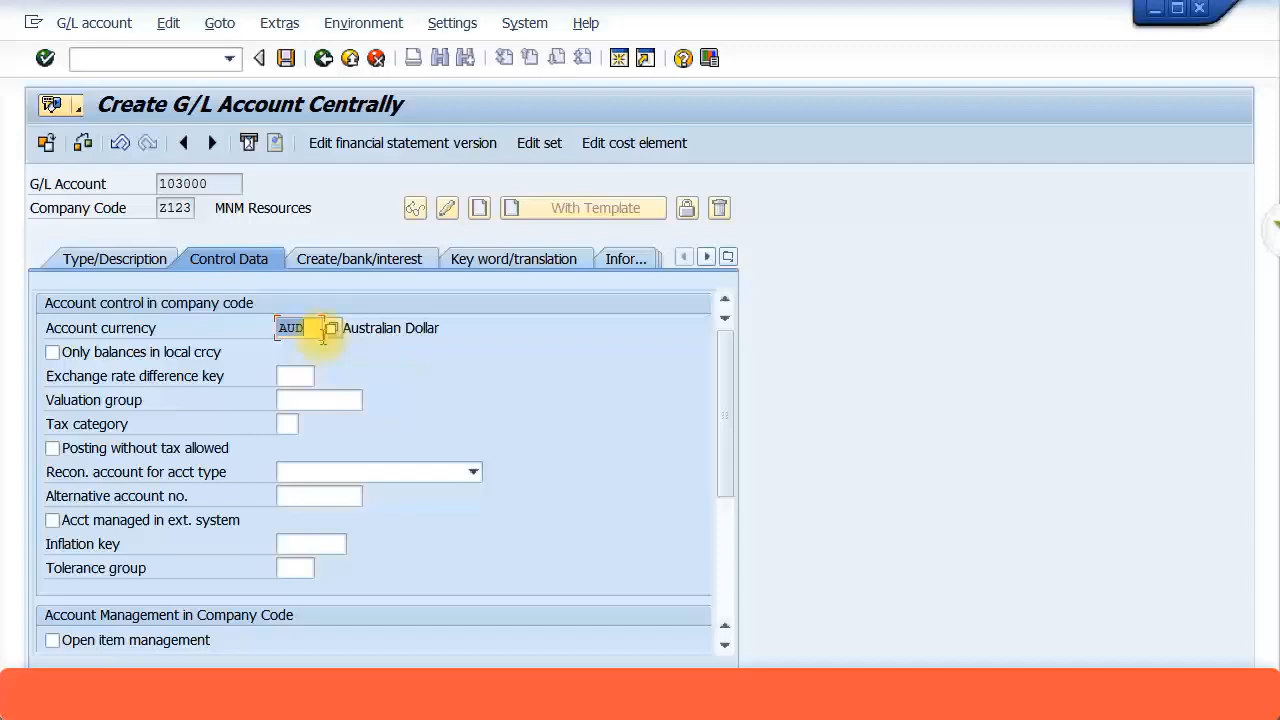 G/L account Edit Goto Extras Environment Settings System Help
Create G/L Account Centrally
Edit financial statement version Edit set Edit cost element
G/L Account 103000
Company Code Z123 MNM Resources With Template
Type/Description Control Data Create/bank/interest Key word/translation Infor...
Account control in company code
Account currency AUD Australian Dollar
Only balances in local crcy
Exchange rate difference key
Valuation group
Tax category
Posting without tax allowed
Recon. account for acct type
Alternative account no.
Acct managed in ext. system
Inflation key
Tolerance group
Account Management in Company Code
Open item management